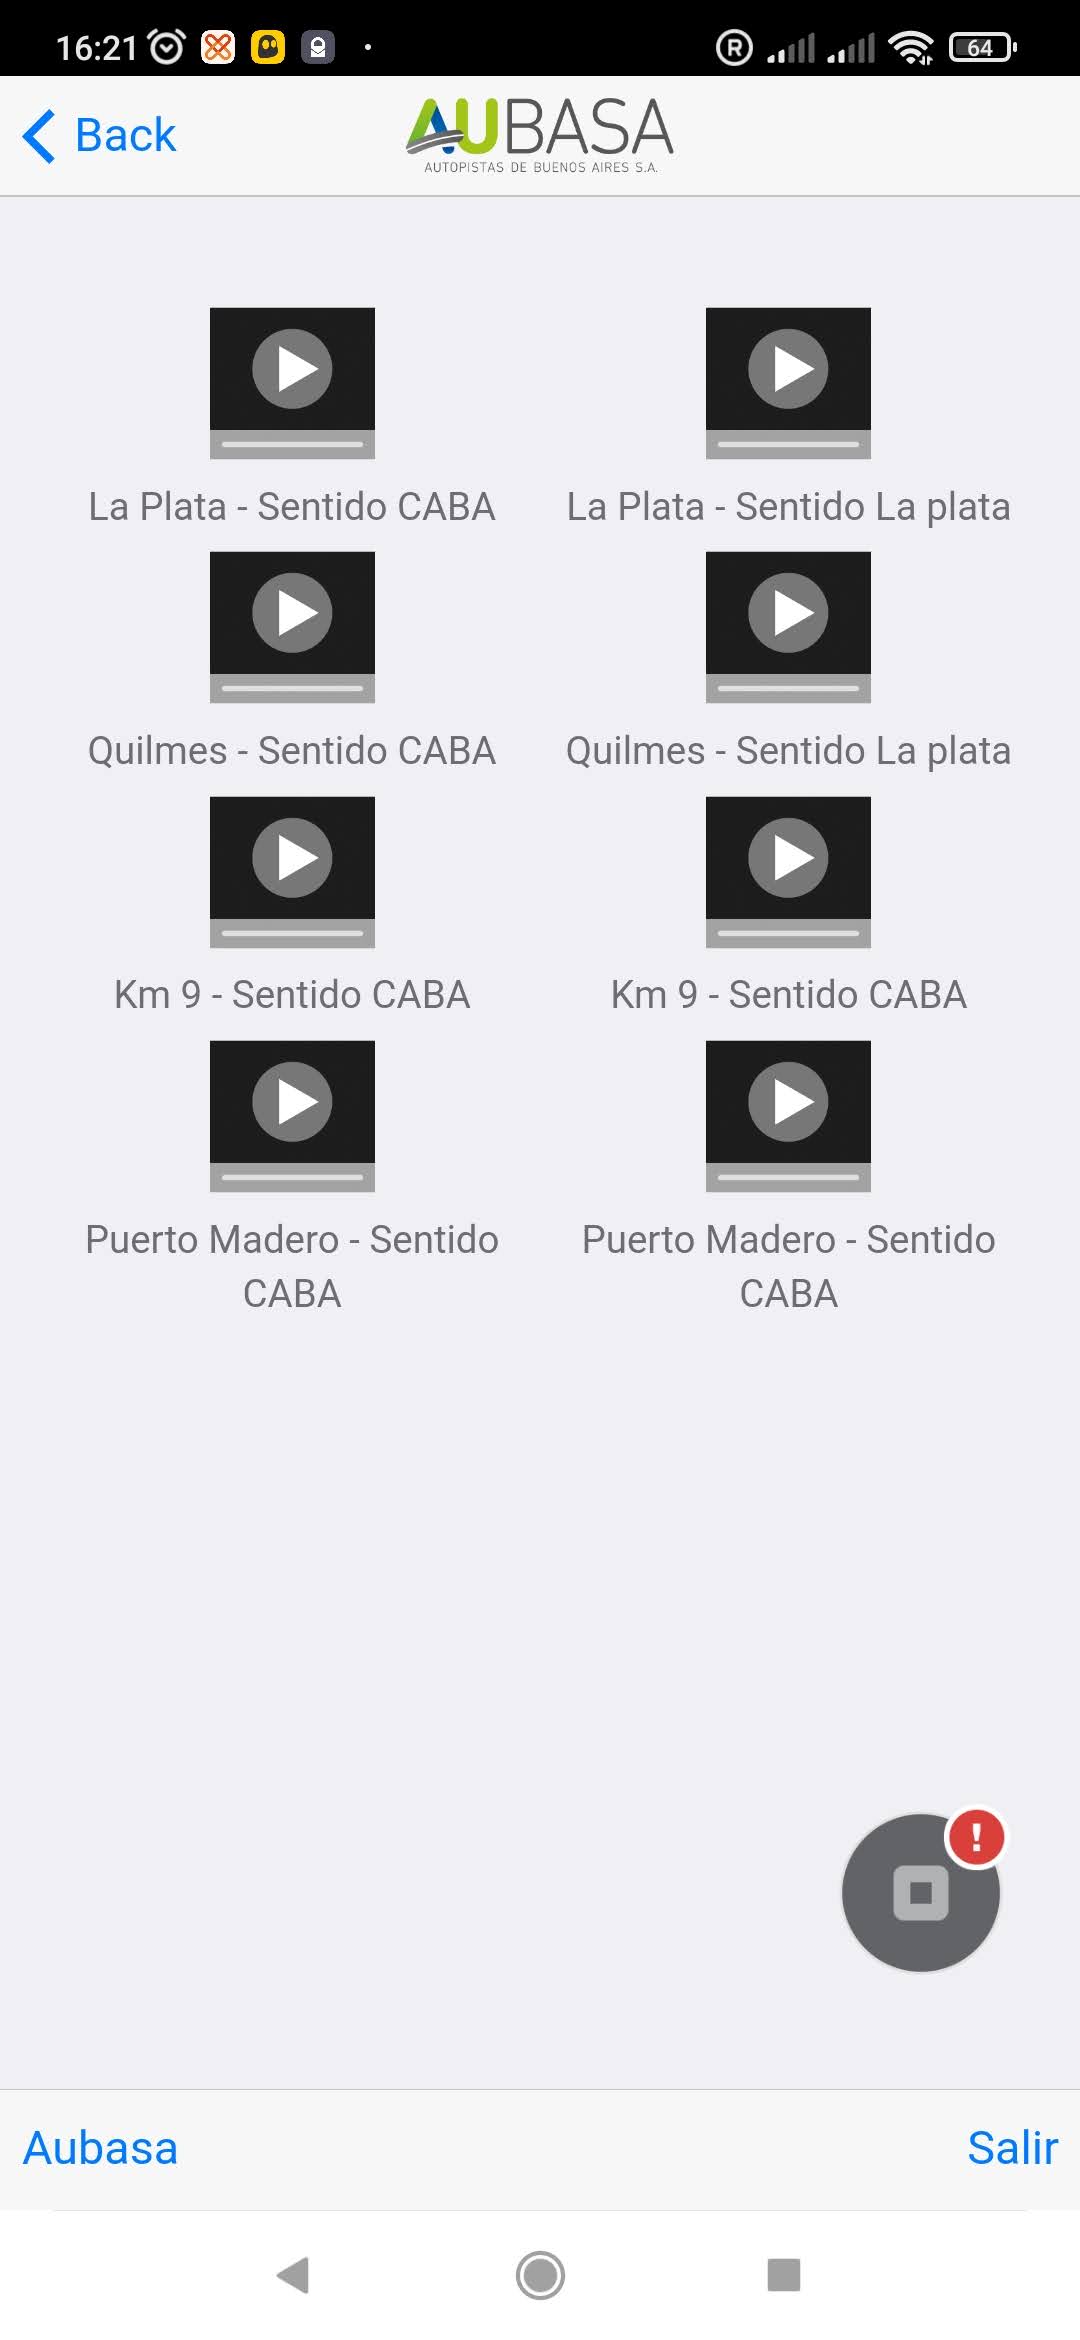 16:21
R
64
Back
AUBASA
AUTOPISTAS DE BUENOS AIRES S.A.
La Plata - Sentido CABA
La Plata - Sentido La plata
Quilmes - Sentido CABA
Quilmes - Sentido La plata
Km 9 - Sentido CABA
Km 9 - Sentido CABA
Puerto Madero - Sentido
CABA
Puerto Madero - Sentido
CABA
!
Aubasa
Salir